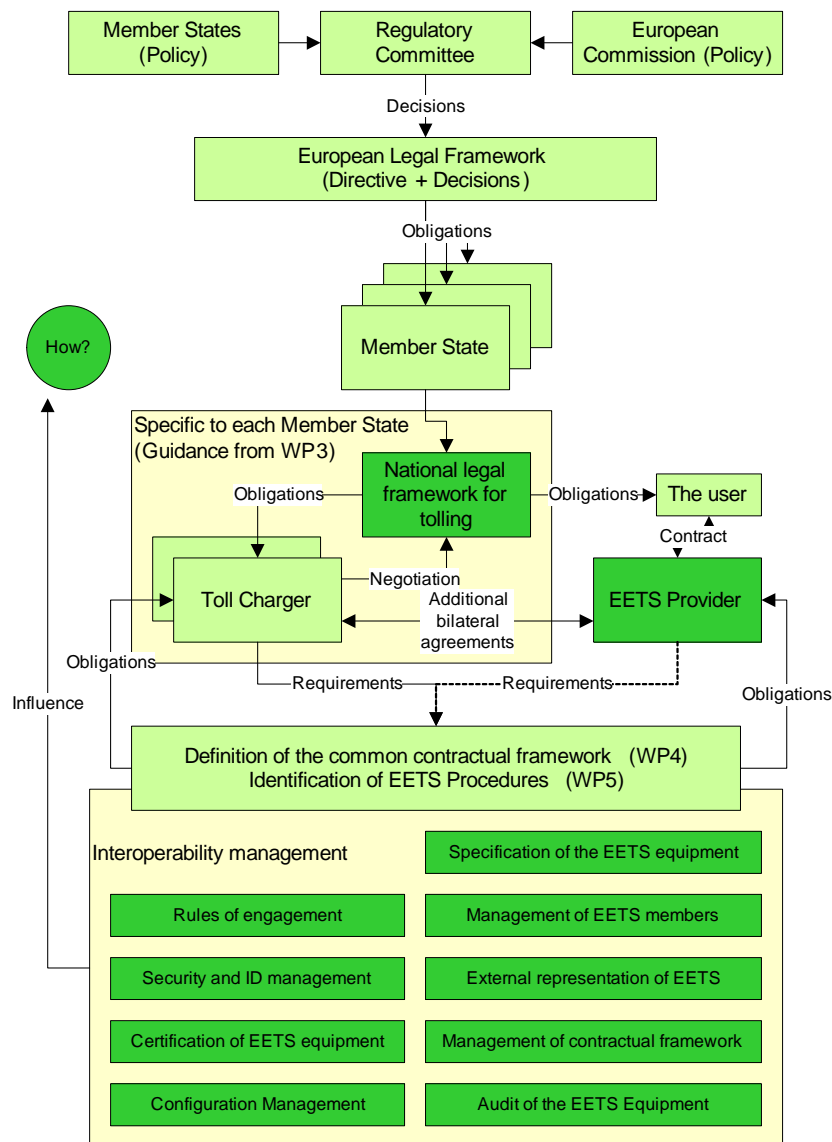 Member States
(Policy)
Regulatory
Committee
European
Commission (Policy)
Decisions
European Legal Framework
(Directive + Decisions)
Obligations
Member State
How?
Specific to each Member State
(Guidance from WP3)
National legal
framework for
tolling
Obligations
Obligations
The user
Contract
Toll Charger
Negotiation
Additional
bilateral
agreements
EETS Provider
Obligations
Requirements
Requirements
Obligations
Influence
Definition of the common contractual framework (WP4)
Identification of EETS Procedures (WP5)
Interoperability management
Specification of the EETS equipment
Rules of engagement
Management of EETS members
Security and ID management
External representation of EETS
Certification of EETS equipment
Management of contractual framework
Configuration Management
Audit of the EETS Equipment